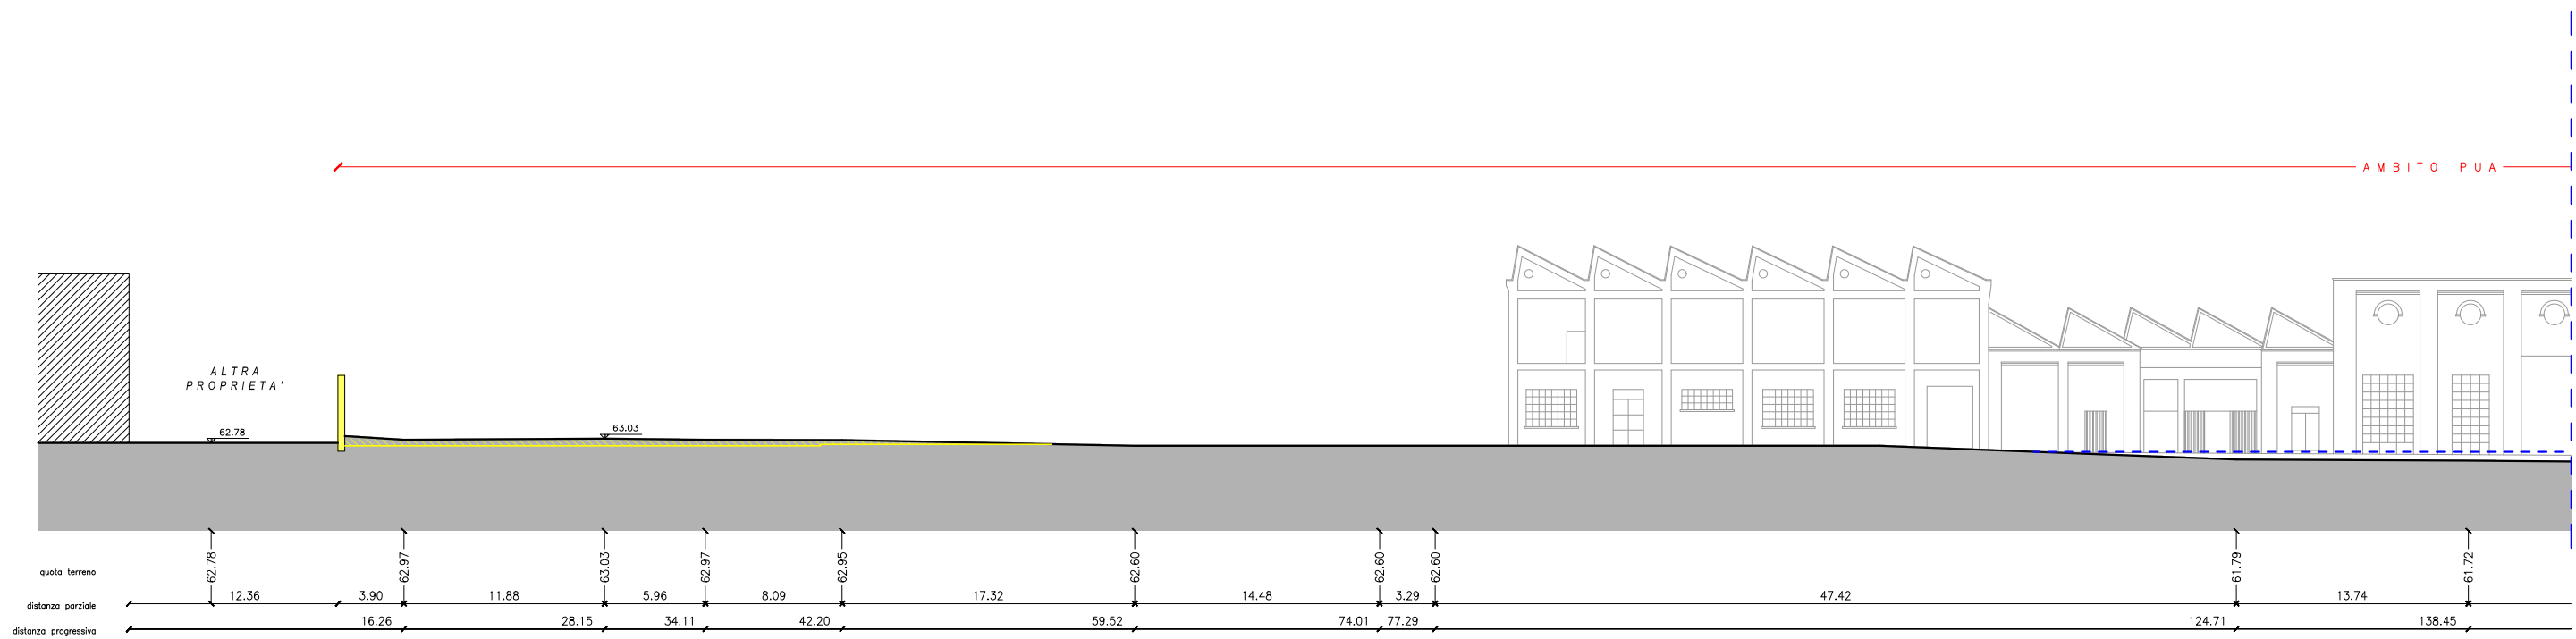 AMBITO PUA
ALTRA
PROPRIETA'
62.78
63.03
quota terreno
62.78
62.97
63.03
62.97
62.95
62.60
62.60
62.60
61.79
61.72
distanza parziale
12.36 3.90 11.88 5.96 8.09 17.32 14.48 3.29 47.42 13.74
distanza progressiva
16.26 28.15 34.11 42.20 59.52 74.01 77.29 124.71 138.45